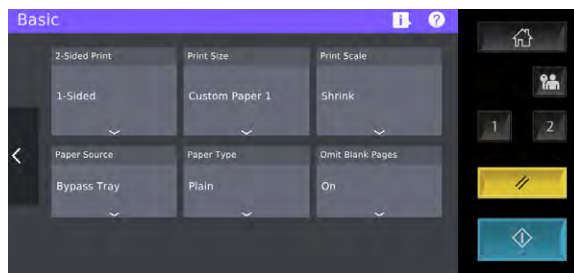 Basic
2-Sided Print Print Size Print Scale
1-Sided Custom Paper 1 Shrink
Paper Source Paper Type Omit Blank Pages
Bypass Tray Plain On
1 2